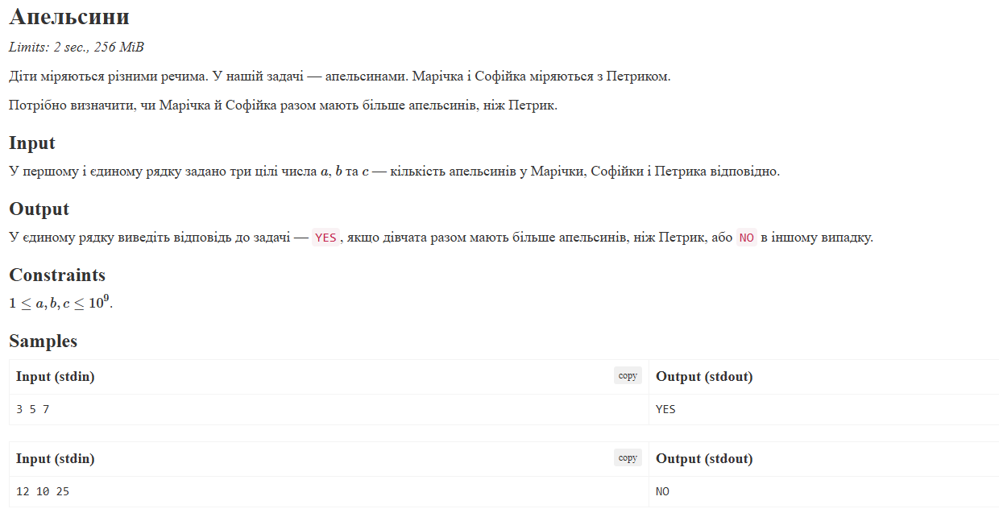 Апельсини
Limits: 2 sec., 256 MiB
Діти міряються різними речима. У нашій задачі — апельсинами. Марічка і Софійка міряються з Петриком.
Потрібно визначити, чи Марічка й Софійка разом мають більше апельсинів, ніж Петрик.
Input
У першому і єдиному рядку задано три цілі числа a, b та c — кількість апельсинів у Марічки, Софійки і Петрика відповідно.
Output
У єдиному рядку виведіть відповідь до задачі — YES, якщо дівчата разом мають більше апельсинів, ніж Петрик, або NO в іншому випадку.
Constraints
1 ≤ a, b, c ≤ 10⁹.
Samples
Input (stdin) copy Output (stdout)
3 5 7 YES
Input (stdin) copy Output (stdout)
12 10 25 NO